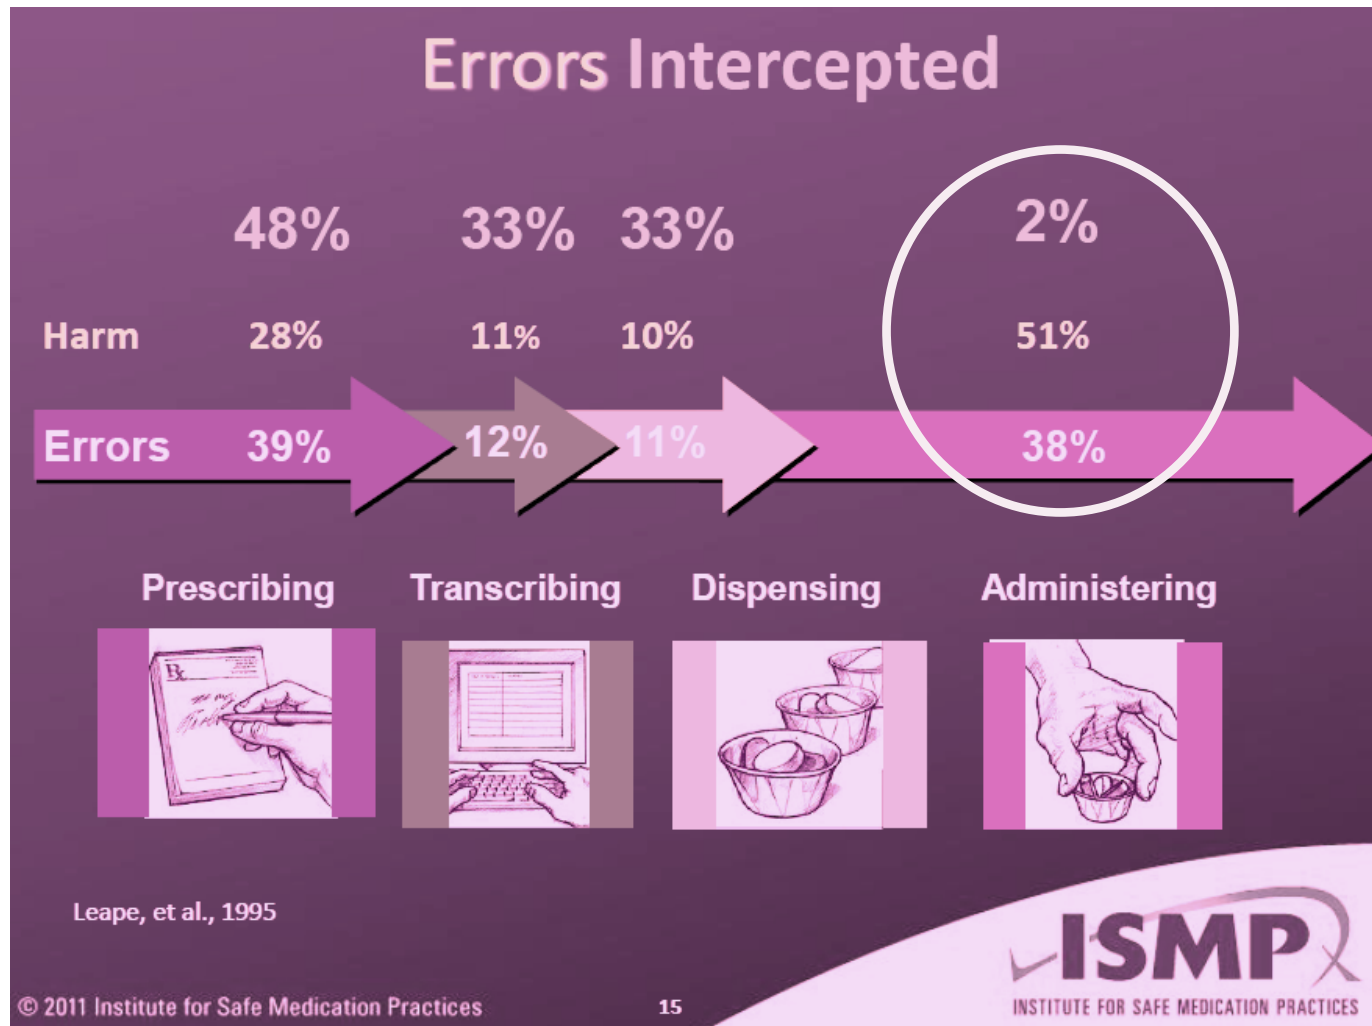 Errors Intercepted
48% 33% 33% 2%
Harm 28% 11% 10% 51%
Errors 39% 12% 11% 38%
Prescribing Transcribing Dispensing Administering
Rx
Leape, et al., 1995
ISMP
INSTITUTE FOR SAFE MEDICATION PRACTICES
© 2011 Institute for Safe Medication Practices 15